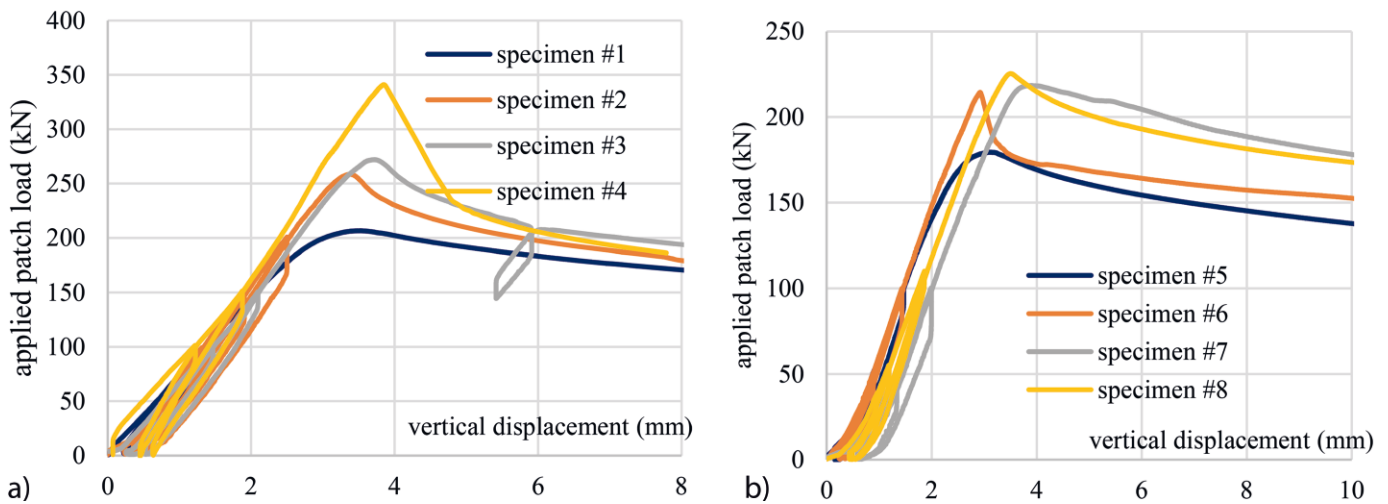 applied patch load (kN)
400
350
300
250
200
150
100
50
0
specimen #1
specimen #2
specimen #3
specimen #4
vertical displacement (mm)
0 2 4 6 8
a)
applied patch load (kN)
250
200
150
100
50
0
specimen #5
specimen #6
specimen #7
specimen #8
vertical displacement (mm)
0 2 4 6 8 10
b)